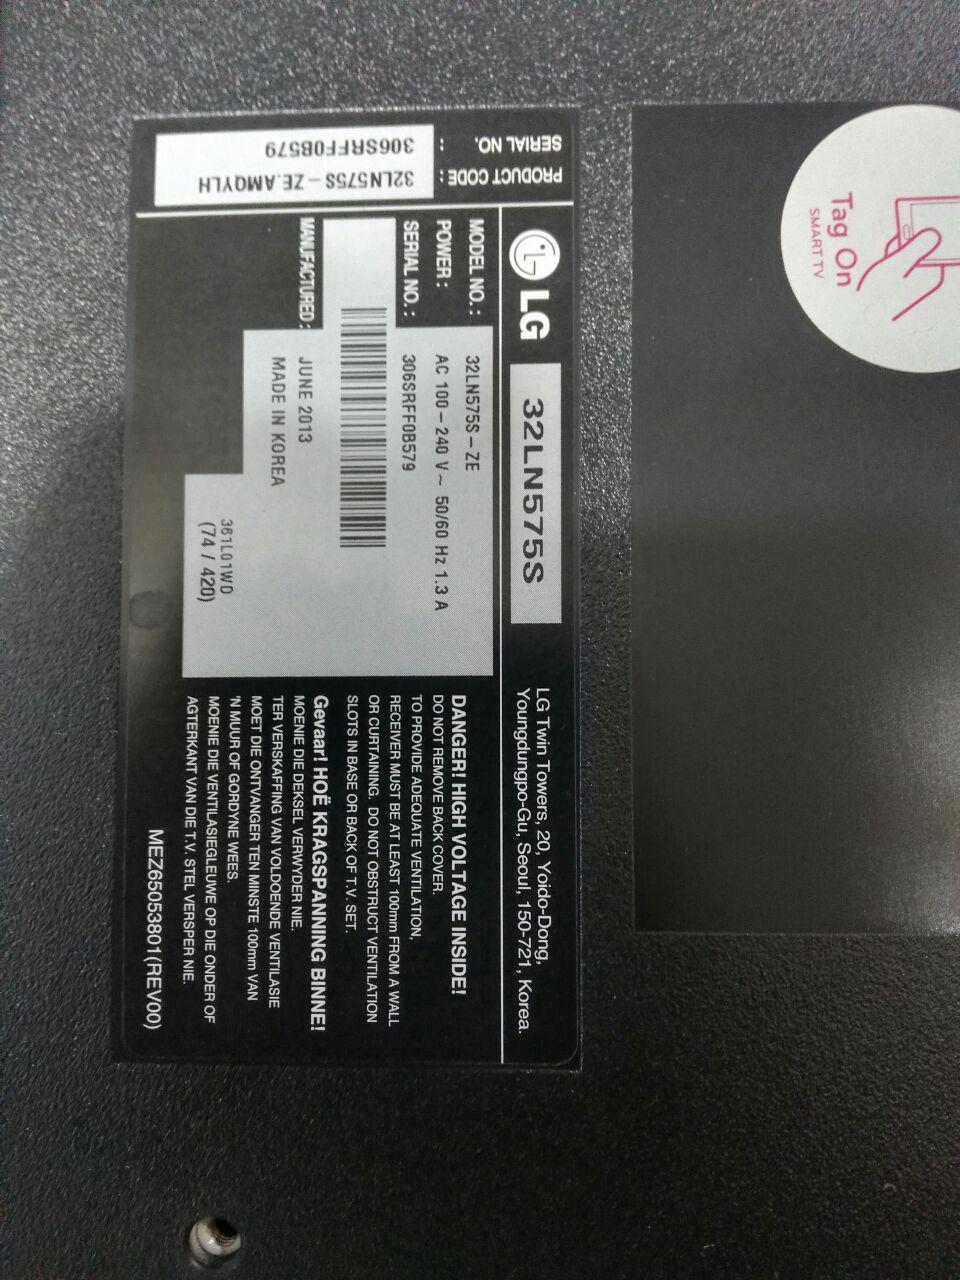 LG
32LN575S
LG Twin Towers, 20, Yoido-Dong,
Youngdungpo-Gu, Seoul, 150-721, Korea.
MODEL NO. : 32LN575S-ZE
POWER : AC 100-240 V~ 50/60 Hz 1.3 A
SERIAL NO. : 306SRFF0B579
MANUFACTURED : JUNE 2013
MADE IN KOREA
361L01WD
(74 / 420)
DANGER! HIGH VOLTAGE INSIDE!
DO NOT REMOVE BACK COVER.
TO PROVIDE ADEQUATE VENTILATION,
RECEIVER MUST BE AT LEAST 100mm FROM A WALL
OR CURTAINING. DO NOT OBSTRUCT VENTILATION
SLOTS IN BASE OR BACK OF T.V. SET.
Gevaar! HOË KRAGSPANNING BINNE!
MOENIE DIE DEKSEL VERWYDER NIE.
TER VERSKAFFING VAN VOLDOENDE VENTILASIE
MOET DIE ONTVANGER TEN MINSTE 100mm VAN
'N MUUR OF GORDYNE WEES.
MOENIE DIE VENTILASIEGLEUWE OP DIE ONDER OF
AGTERKANT VAN DIE T.V. STEL VERSPER NIE.
MEZ65053801(REV00)
PRODUCT CODE : 32LN575S-ZE.AMQYLH
SERIAL NO. : 306SRFF0B579
Tag On
SMART TV